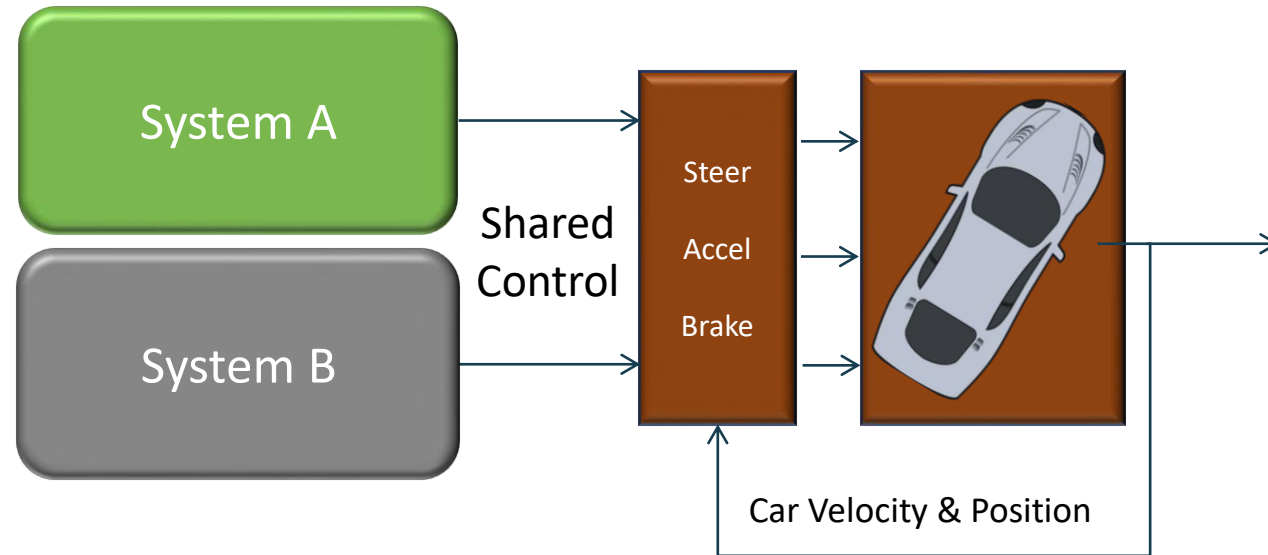 System A
System B
Shared
Control
Steer
Accel
Brake
Car Velocity & Position